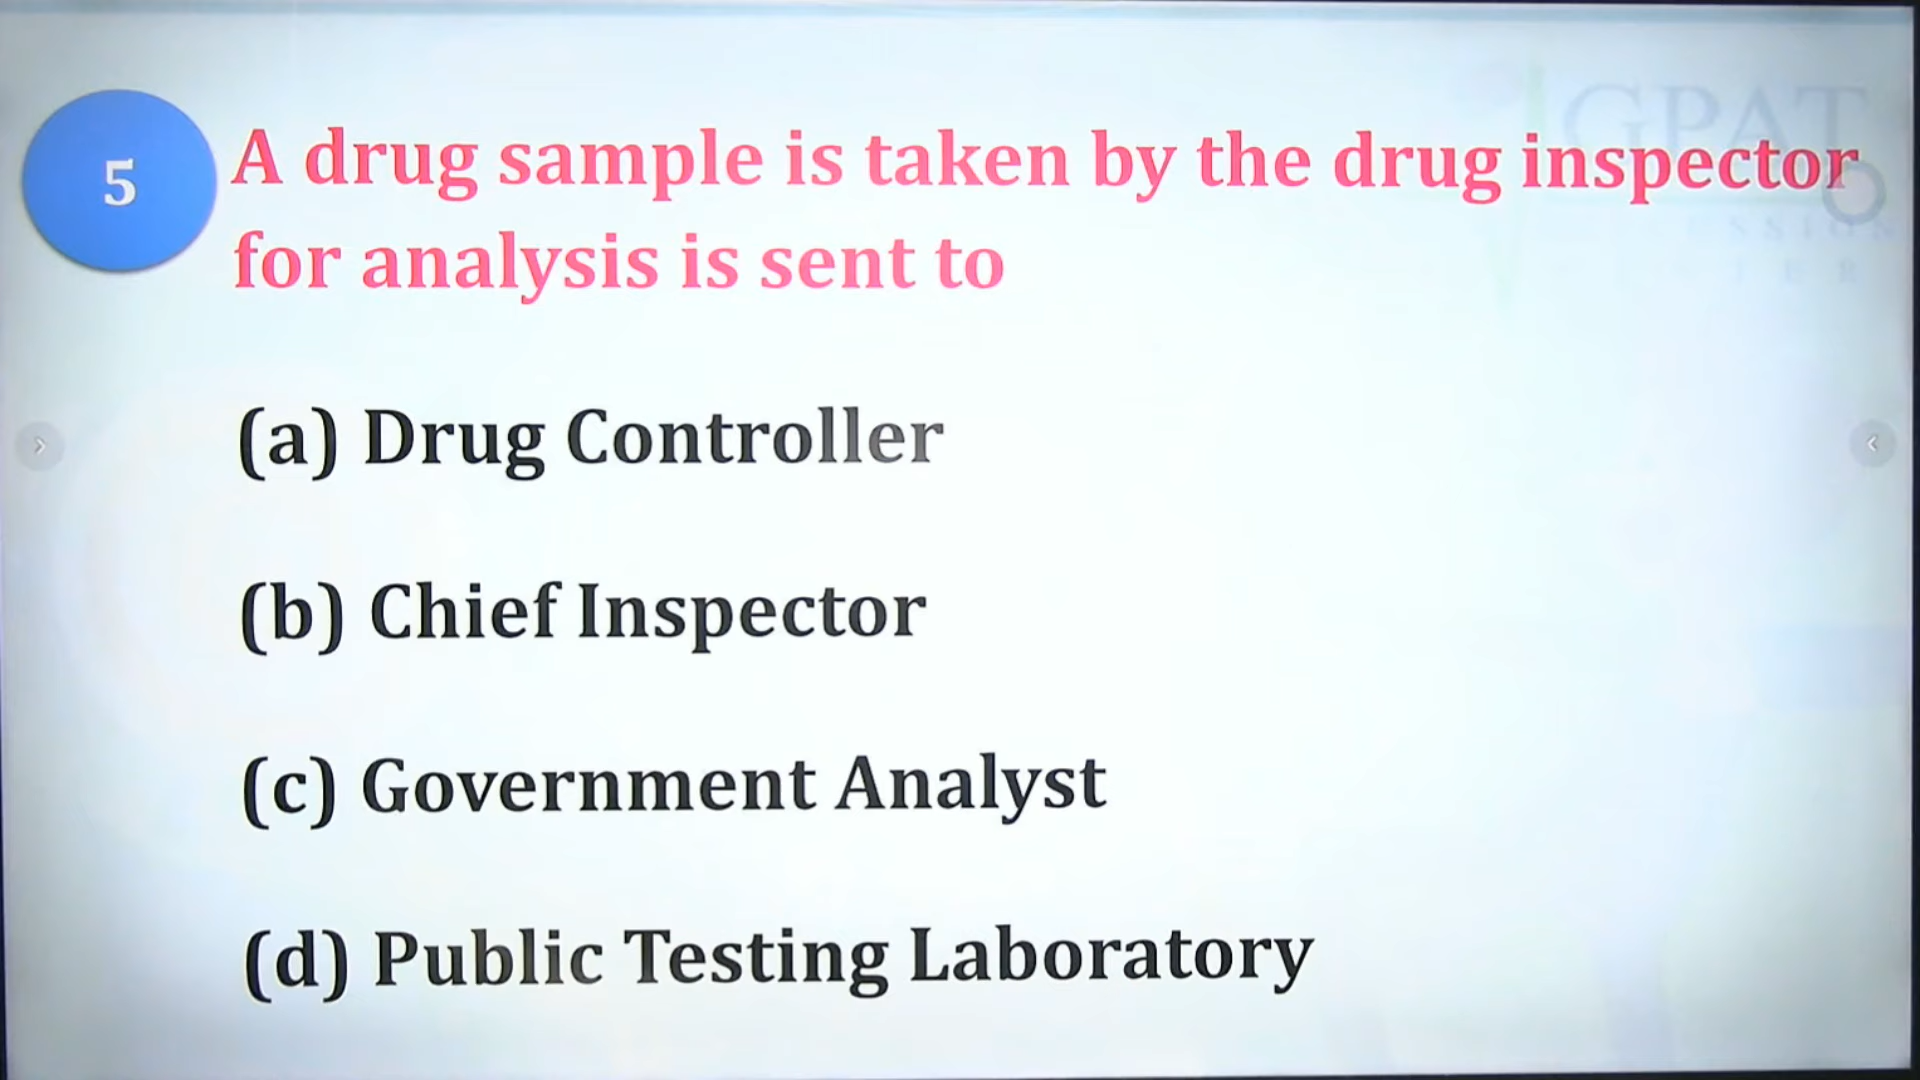 GPAT
5
A drug sample is taken by the drug inspector
for analysis is sent to
(a) Drug Controller
(b) Chief Inspector
(c) Government Analyst
(d) Public Testing Laboratory